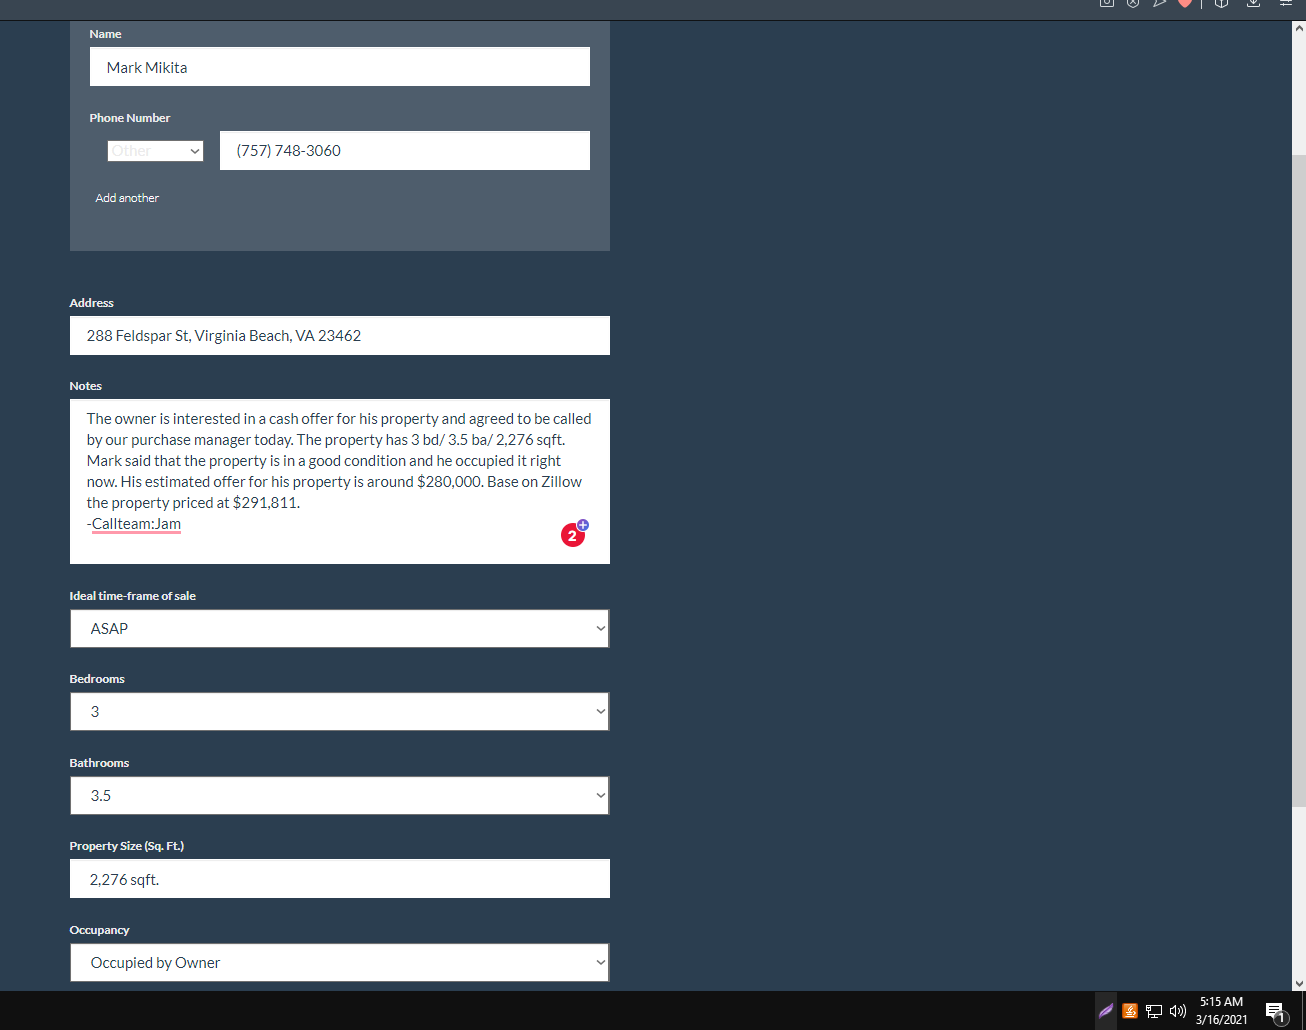 Name
Mark Mikita
Phone Number
Other
(757) 748-3060
Add another
Address
288 Feldspar St, Virginia Beach, VA 23462
Notes
The owner is interested in a cash offer for his property and agreed to be called
by our purchase manager today. The property has 3 bd/ 3.5 ba/ 2,276 sqft.
Mark said that the property is in a good condition and he occupied it right
now. His estimated offer for his property is around $280,000. Base on Zillow
the property priced at $291,811.
-Callteam:Jam
2
Ideal time-frame of sale
ASAP
Bedrooms
3
Bathrooms
3.5
Property Size (Sq. Ft.)
2,276 sqft.
Occupancy
Occupied by Owner
5:15 AM
3/16/2021
1